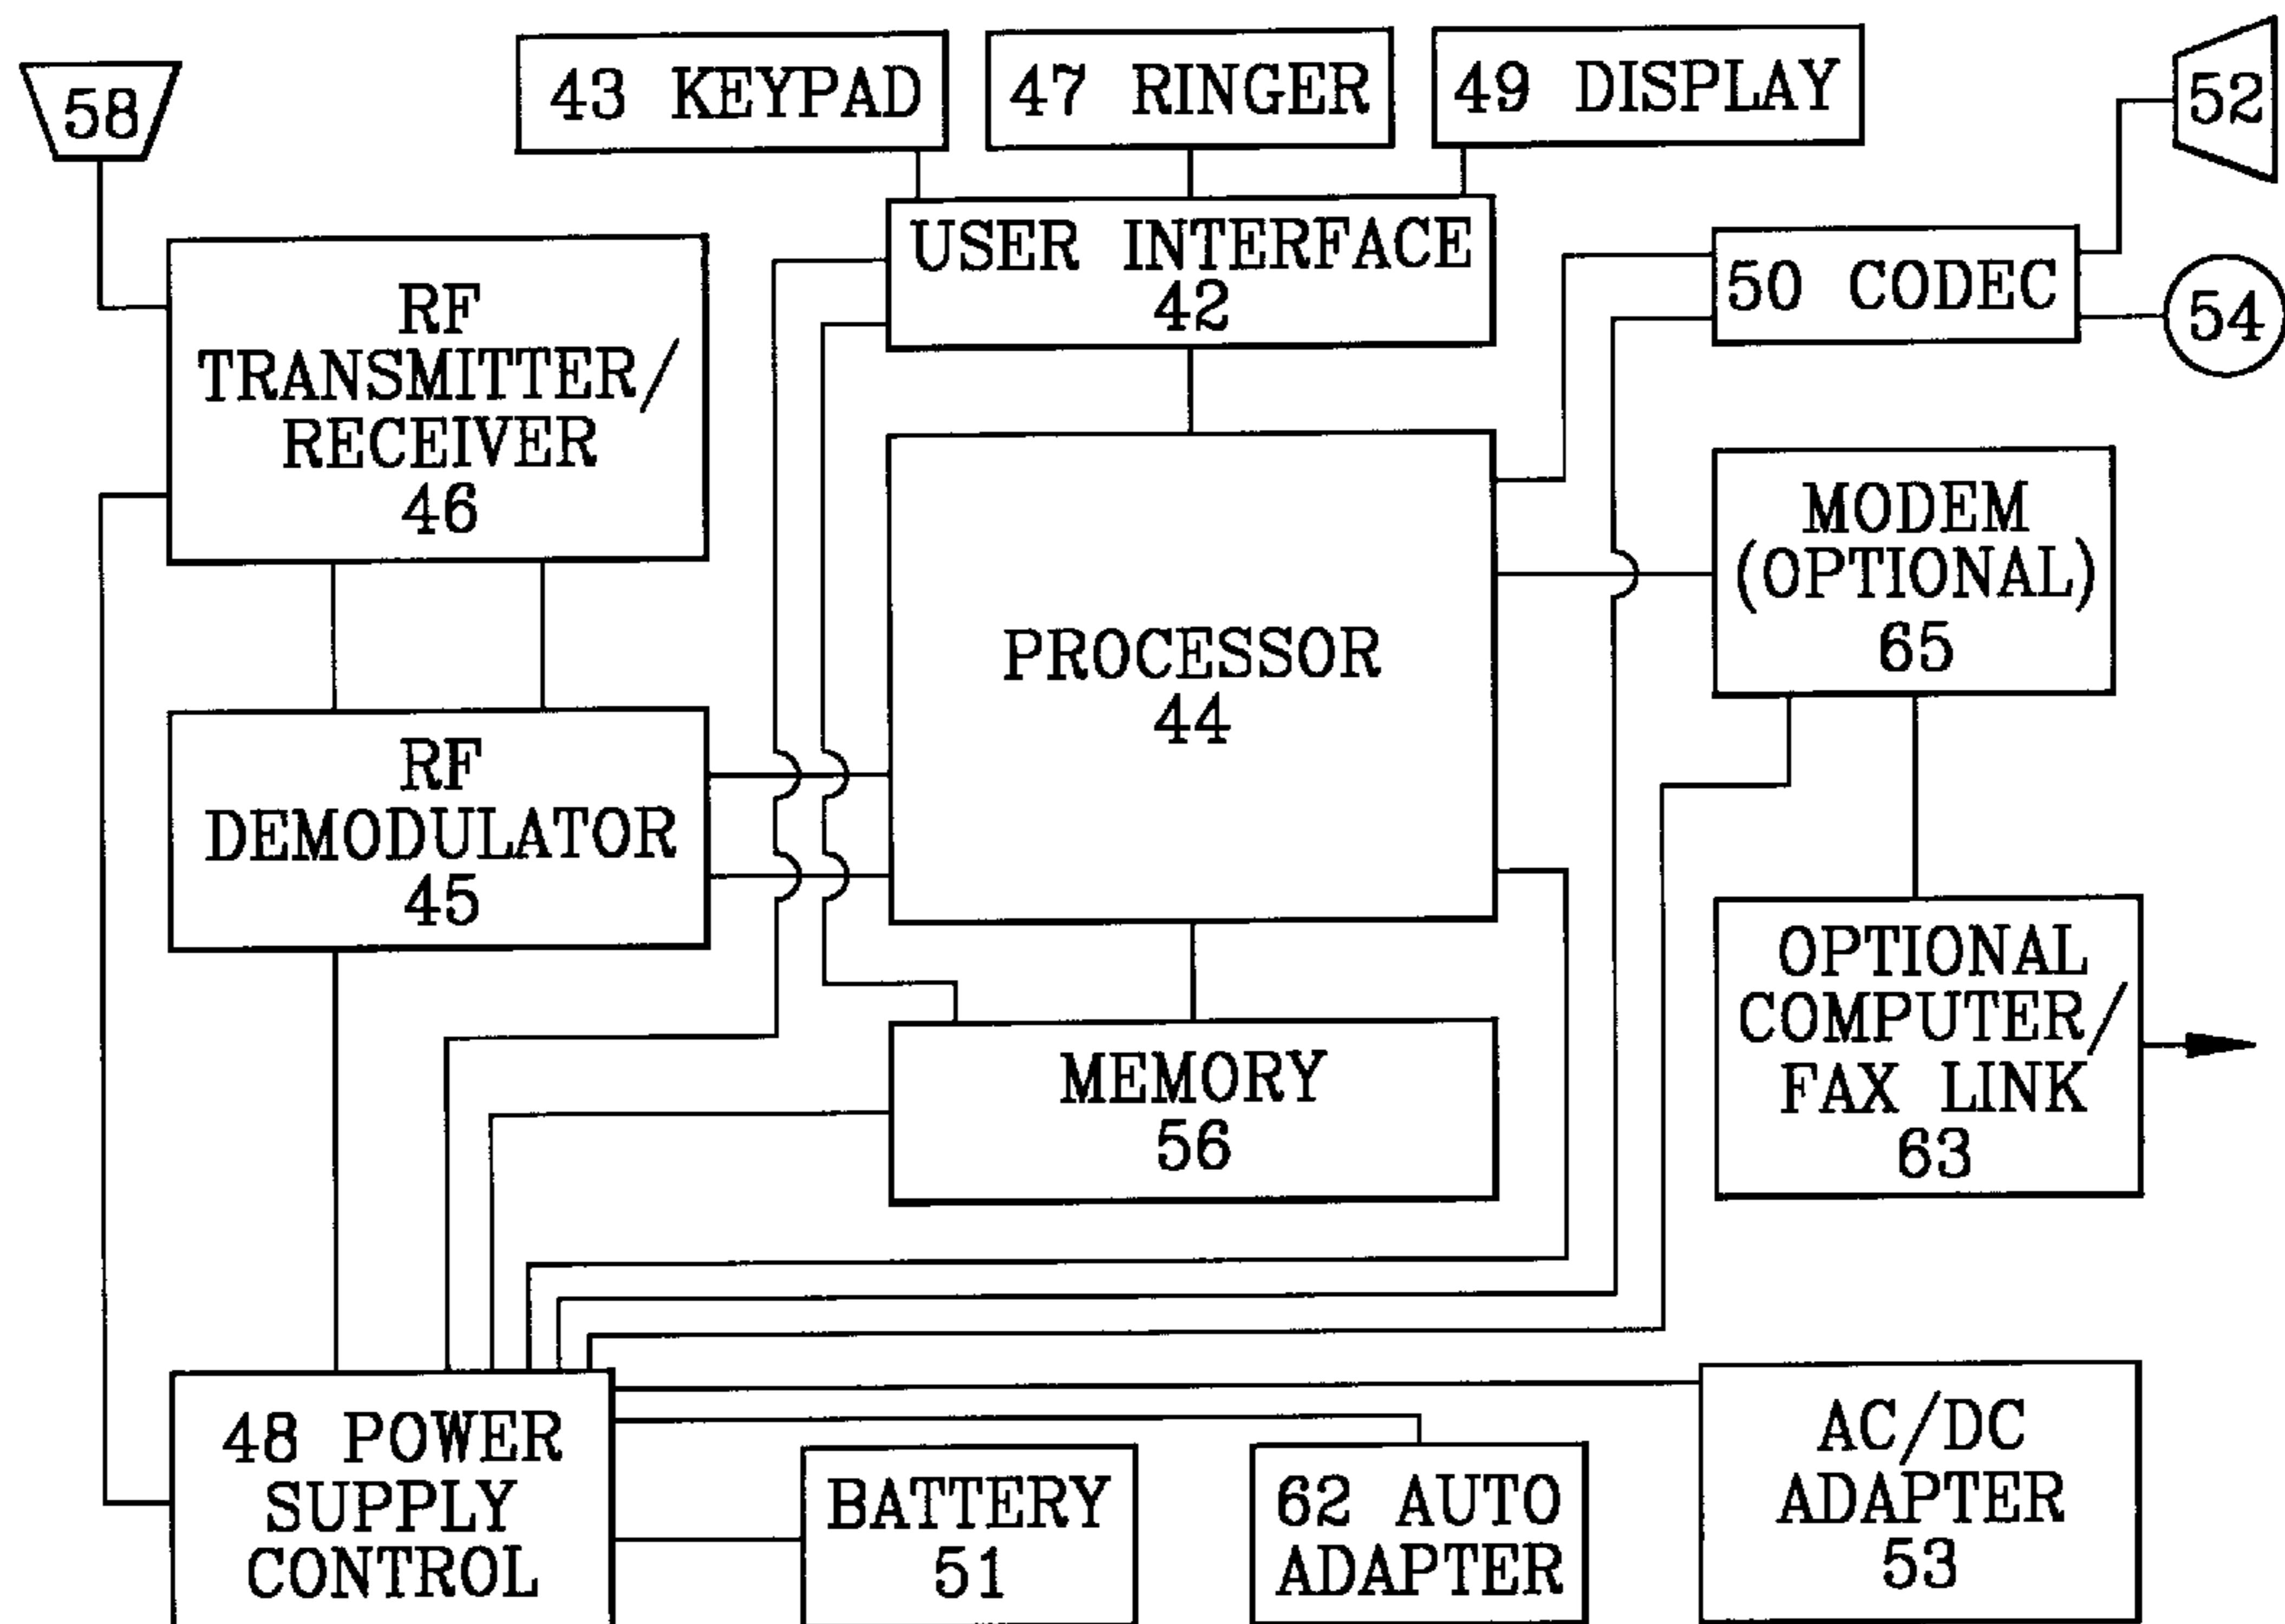 58
43 KEYPAD
47 RINGER
49 DISPLAY
52
USER INTERFACE
42
50 CODEC
54
RF
TRANSMITTER/
RECEIVER
46
PROCESSOR
44
MODEM
(OPTIONAL)
65
RF
DEMODULATOR
45
MEMORY
56
OPTIONAL
COMPUTER/
FAX LINK
63
48 POWER
SUPPLY
CONTROL
BATTERY
51
62 AUTO
ADAPTER
AC/DC
ADAPTER
53